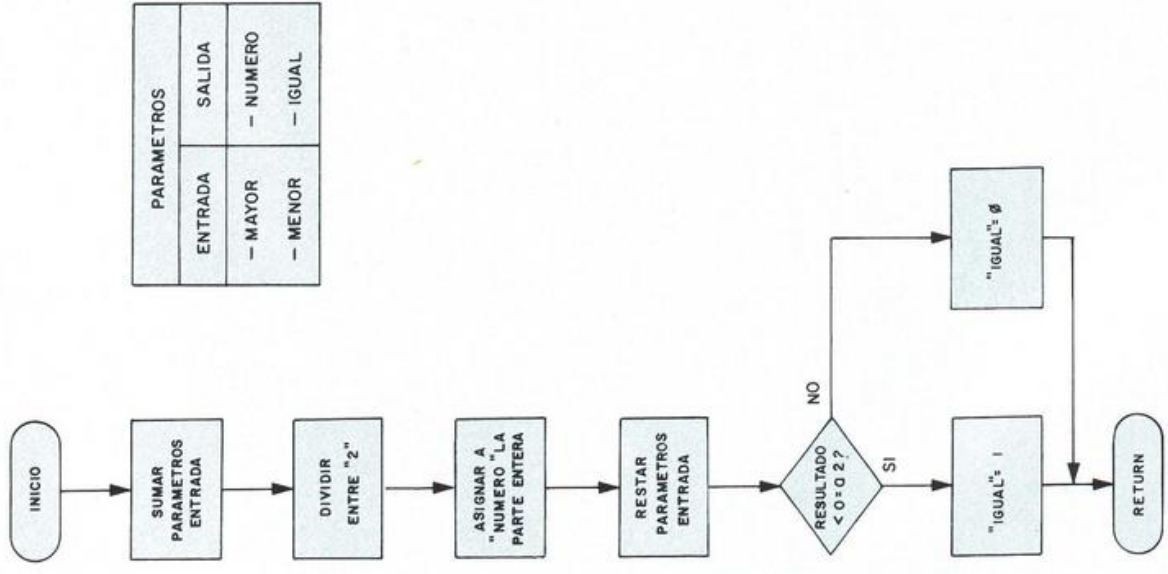 INICIO
SUMAR
PARAMETROS
ENTRADA
DIVIDIR
ENTRE "2"
ASIGNAR A
"NUMERO" LA
PARTE ENTERA
RESTAR
PARAMETROS
ENTRADA
RESULTADO
< O = a 2?
NO
SI
"IGUAL"= 1
"IGUAL"= Ø
RETURN
PARAMETROS
ENTRADA SALIDA
— MAYOR — NUMERO
— MENOR — IGUAL